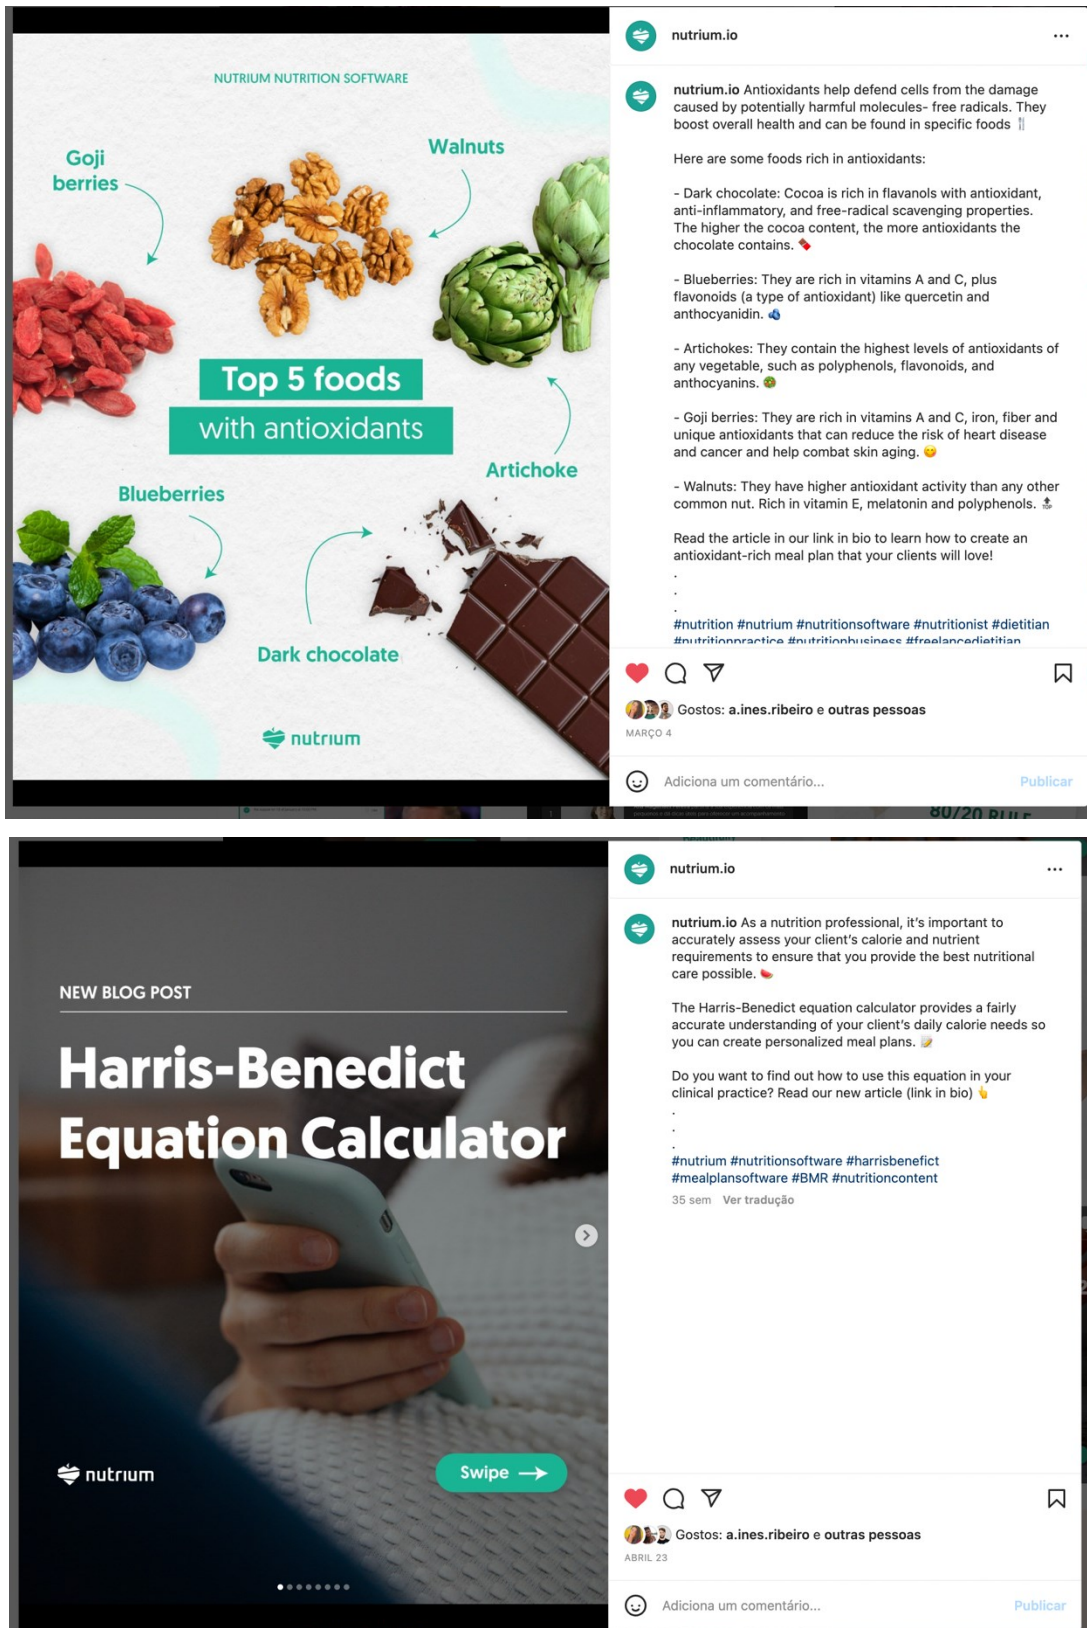 NUTRIUM NUTRITION SOFTWARE
Goji
berries
Walnuts
Top 5 foods
with antioxidants
Artichoke
Blueberries
Dark chocolate
nutrium
nutrium.io
nutrium.io Antioxidants help defend cells from the damage
caused by potentially harmful molecules- free radicals. They
boost overall health and can be found in specific foods 🍴
Here are some foods rich in antioxidants:
- Dark chocolate: Cocoa is rich in flavanols with antioxidant,
anti-inflammatory, and free-radical scavenging properties.
The higher the cocoa content, the more antioxidants the
chocolate contains. 🍫
- Blueberries: They are rich in vitamins A and C, plus
flavonoids (a type of antioxidant) like quercetin and
anthocyanidin. 🫐
- Artichokes: They contain the highest levels of antioxidants of
any vegetable, such as polyphenols, flavonoids, and
anthocyanins. 🥗
- Goji berries: They are rich in vitamins A and C, iron, fiber and
unique antioxidants that can reduce the risk of heart disease
and cancer and help combat skin aging. 😋
- Walnuts: They have higher antioxidant activity than any other
common nut. Rich in vitamin E, melatonin and polyphenols. 🔝
Read the article in our link in bio to learn how to create an
antioxidant-rich meal plan that your clients will love!
.
.
.
#nutrition #nutrium #nutritionsoftware #nutritionist #dietitian
#nutritionpractice #nutritionbusiness #freelancedietitian
Gostos: a.ines.ribeiro e outras pessoas
MARÇO 4
Adiciona um comentário...
Publicar
80/20 RULE
NEW BLOG POST
Harris-Benedict
Equation Calculator
nutrium
Swipe →
nutrium.io
nutrium.io As a nutrition professional, it's important to
accurately assess your client's calorie and nutrient
requirements to ensure that you provide the best nutritional
care possible. 🍉
The Harris-Benedict equation calculator provides a fairly
accurate understanding of your client's daily calorie needs so
you can create personalized meal plans. 📝
Do you want to find out how to use this equation in your
clinical practice? Read our new article (link in bio) 👆
.
.
.
#nutrium #nutritionsoftware #harrisbenefict
#mealplansoftware #BMR #nutritioncontent
35 sem Ver tradução
Gostos: a.ines.ribeiro e outras pessoas
ABRIL 23
Adiciona um comentário...
Publicar